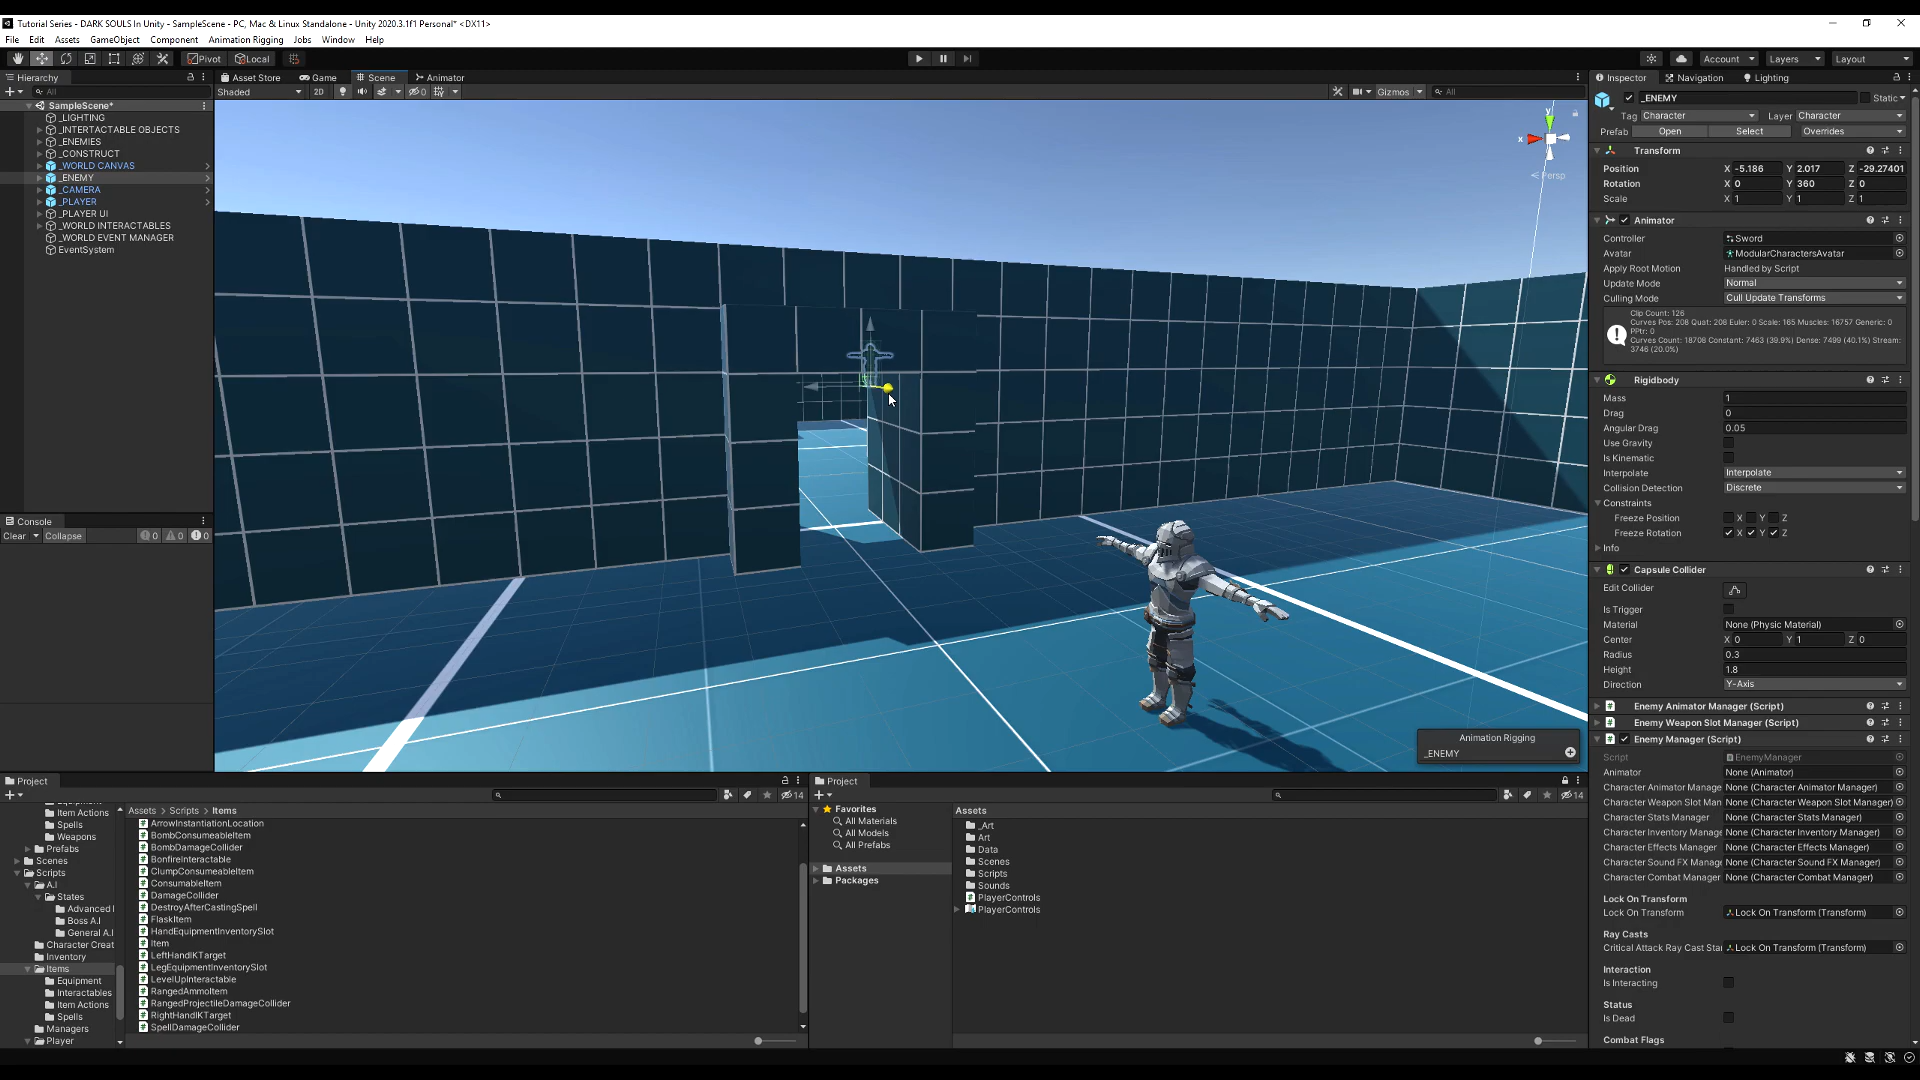 Tutorial Series - DARK SOULS In Unity - SampleScene - PC, Mac & Linux Standalone - Unity 2020.3.1f1 Personal* <DX11>
File Edit Assets GameObject Component Animation Rigging Jobs Window Help
Pivot Local Account Layers Layout
Hierarchy
All
SampleScene*
_LIGHTING
_INTERTACTABLE OBJECTS
_ENEMIES
_CONSTRUCT
_WORLD CANVAS
_ENEMY
_CAMERA
_PLAYER
_PLAYER UI
_WORLD INTERACTABLES
_WORLD EVENT MANAGER
EventSystem
Console
Clear Collapse 0 0 0
Asset Store Game Scene Animator
Shaded 2D 0 Gizmos All
y
x
Persp
Animation Rigging
_ENEMY
Inspector Navigation Lighting
_ENEMY Static
Tag Character Layer Character
Prefab Open Select Overrides
Transform
Position X -5.186 Y 2.017 Z -29.27401
Rotation X 0 Y 360 Z 0
Scale X 1 Y 1 Z 1
Animator
Controller Sword
Avatar ModularCharactersAvatar
Apply Root Motion Handled by Script
Update Mode Normal
Culling Mode Cull Update Transforms
Clip Count: 126
Curves Pos: 208 Quat: 208 Euler: 0 Scale: 165 Muscles: 16757 Generic: 0
PPtr: 0
Curves Count: 18708 Constant: 7463 (39.9%) Dense: 7499 (40.1%) Stream:
3746 (20.0%)
Rigidbody
Mass 1
Drag 0
Angular Drag 0.05
Use Gravity
Is Kinematic
Interpolate Interpolate
Collision Detection Discrete
Constraints
Freeze Position X Y Z
Freeze Rotation X Y Z
Info
Capsule Collider
Edit Collider
Is Trigger
Material None (Physic Material)
Center X 0 Y 1 Z 0
Radius 0.3
Height 1.8
Direction Y-Axis
Enemy Animator Manager (Script)
Enemy Weapon Slot Manager (Script)
Enemy Manager (Script)
Script EnemyManager
Animator None (Animator)
Character Animator Manage None (Character Animator Manager)
Character Weapon Slot Man None (Character Weapon Slot Manager)
Character Stats Manager None (Character Stats Manager)
Character Inventory Manage None (Character Inventory Manager)
Character Effects Manager None (Character Effects Manager)
Character Sound FX Manage None (Character Sound FX Manager)
Character Combat Manager None (Character Combat Manager)
Lock On Transform
Lock On Transform Lock On Transform (Transform)
Ray Casts
Critical Attack Ray Cast Star Lock On Transform (Transform)
Interaction
Is Interacting
Status
Is Dead
Combat Flags
Project
14
Equipment
Item Actions
Spells
Weapons
Prefabs
Scenes
Scripts
A.I
States
Advanced
Boss A.I
General A.I
Character Creat
Inventory
Items
Equipment
Interactables
Item Actions
Spells
Managers
Player
Assets > Scripts > Items
ArrowInstantiationLocation
BombConsumeableItem
BombDamageCollider
BonfireInteractable
ClumpConsumeableItem
ConsumableItem
DamageCollider
DestroyAfterCastingSpell
FlaskItem
HandEquipmentInventorySlot
Item
LeftHandIKTarget
LegEquipmentInventorySlot
LevelUpInteractable
RangedAmmoItem
RangedProjectileDamageCollider
RightHandIKTarget
SpellDamageCollider
Project
14
Favorites
All Materials
All Models
All Prefabs
Assets
Packages
Assets
_Art
Art
Data
Scenes
Scripts
Sounds
PlayerControls
PlayerControls